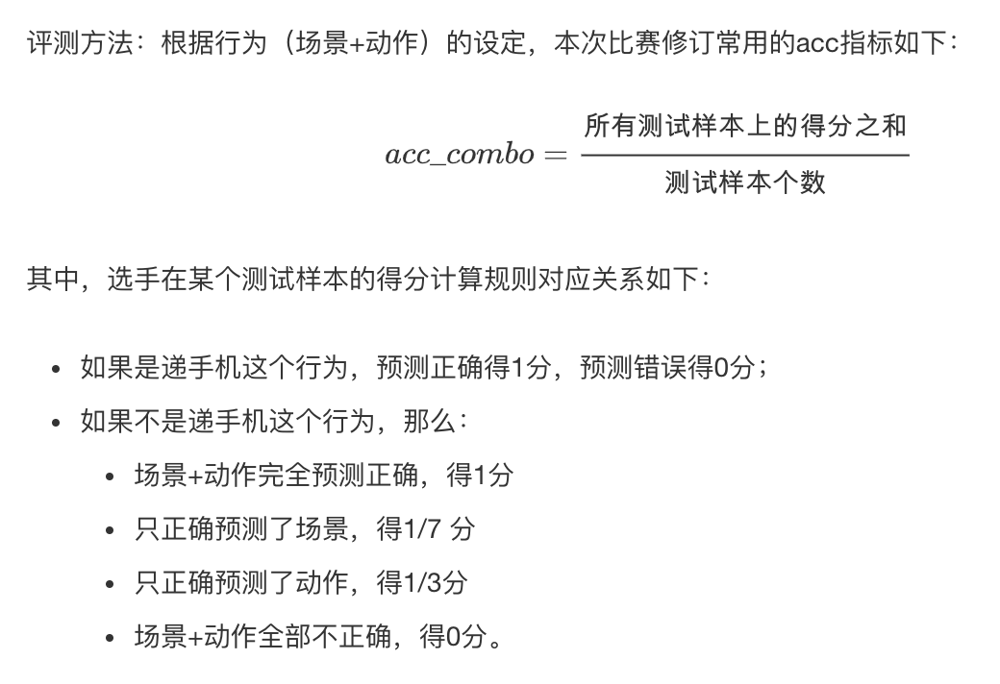 评测方法：根据行为（场景+动作）的设定，本次比赛修订常用的acc指标如下：
acc_combo = 所有测试样本上的得分之和
测试样本个数
其中，选手在某个测试样本的得分计算规则对应关系如下：
• 如果是递手机这个行为，预测正确得1分，预测错误得0分；
• 如果不是递手机这个行为，那么：
• 场景+动作完全预测正确，得1分
• 只正确预测了场景，得1/7 分
• 只正确预测了动作，得1/3分
• 场景+动作全部不正确，得0分。